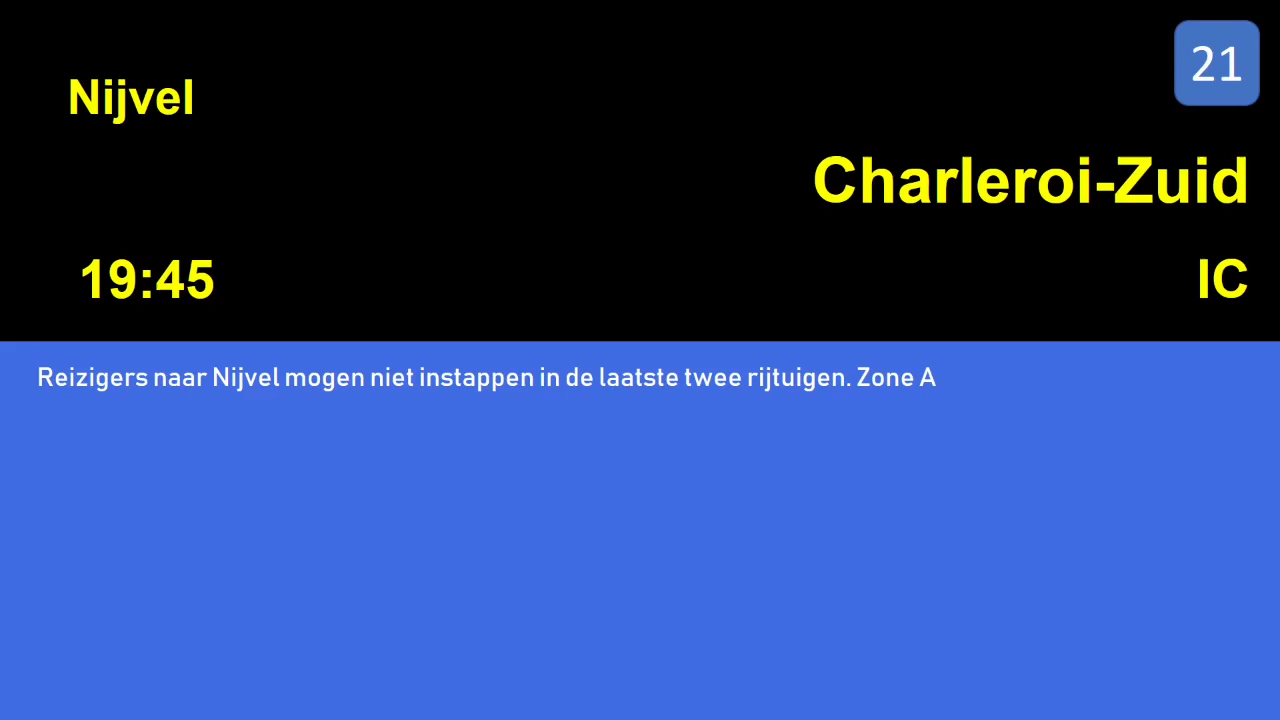 21
Nijvel
Charleroi-Zuid
19:45
IC
Reizigers naar Nijvel mogen niet instappen in de laatste twee rijtuigen. Zone A